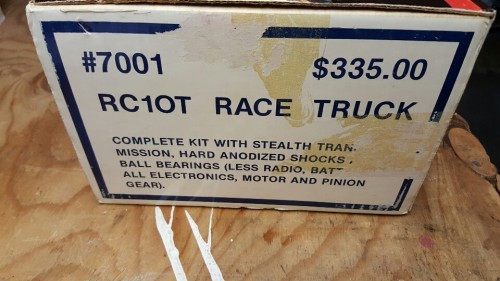 #7001 $335.00
RC10T RACE TRUCK
COMPLETE KIT WITH STEALTH TRAN
MISSION, HARD ANODIZED SHOCKS,
BALL BEARINGS (LESS RADIO, BAT
ALL ELECTRONICS, MOTOR AND PINION
GEAR).